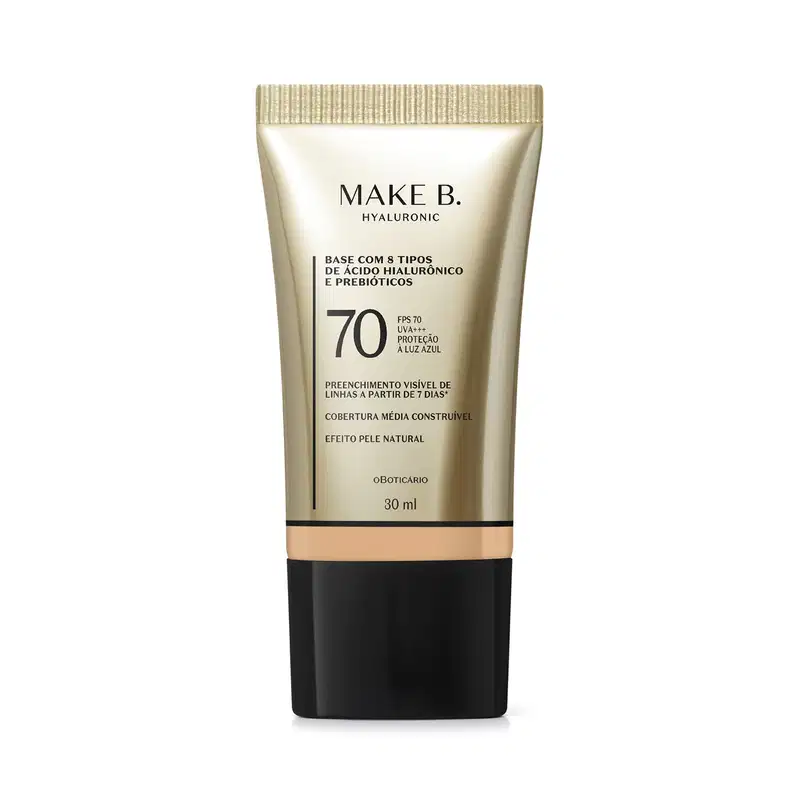 MAKE B.
HYALURONIC
BASE COM 8 TIPOS
DE ÁCIDO HIALURÔNICO
E PREBIÓTICOS
70
FPS 70
UVA+++
PROTEÇÃO
À LUZ AZUL
PREENCHIMENTO VISÍVEL DE
LINHAS A PARTIR DE 7 DIAS*
COBERTURA MÉDIA CONSTRUÍVEL
EFEITO PELE NATURAL
oBOTICÁRIO
30 ml